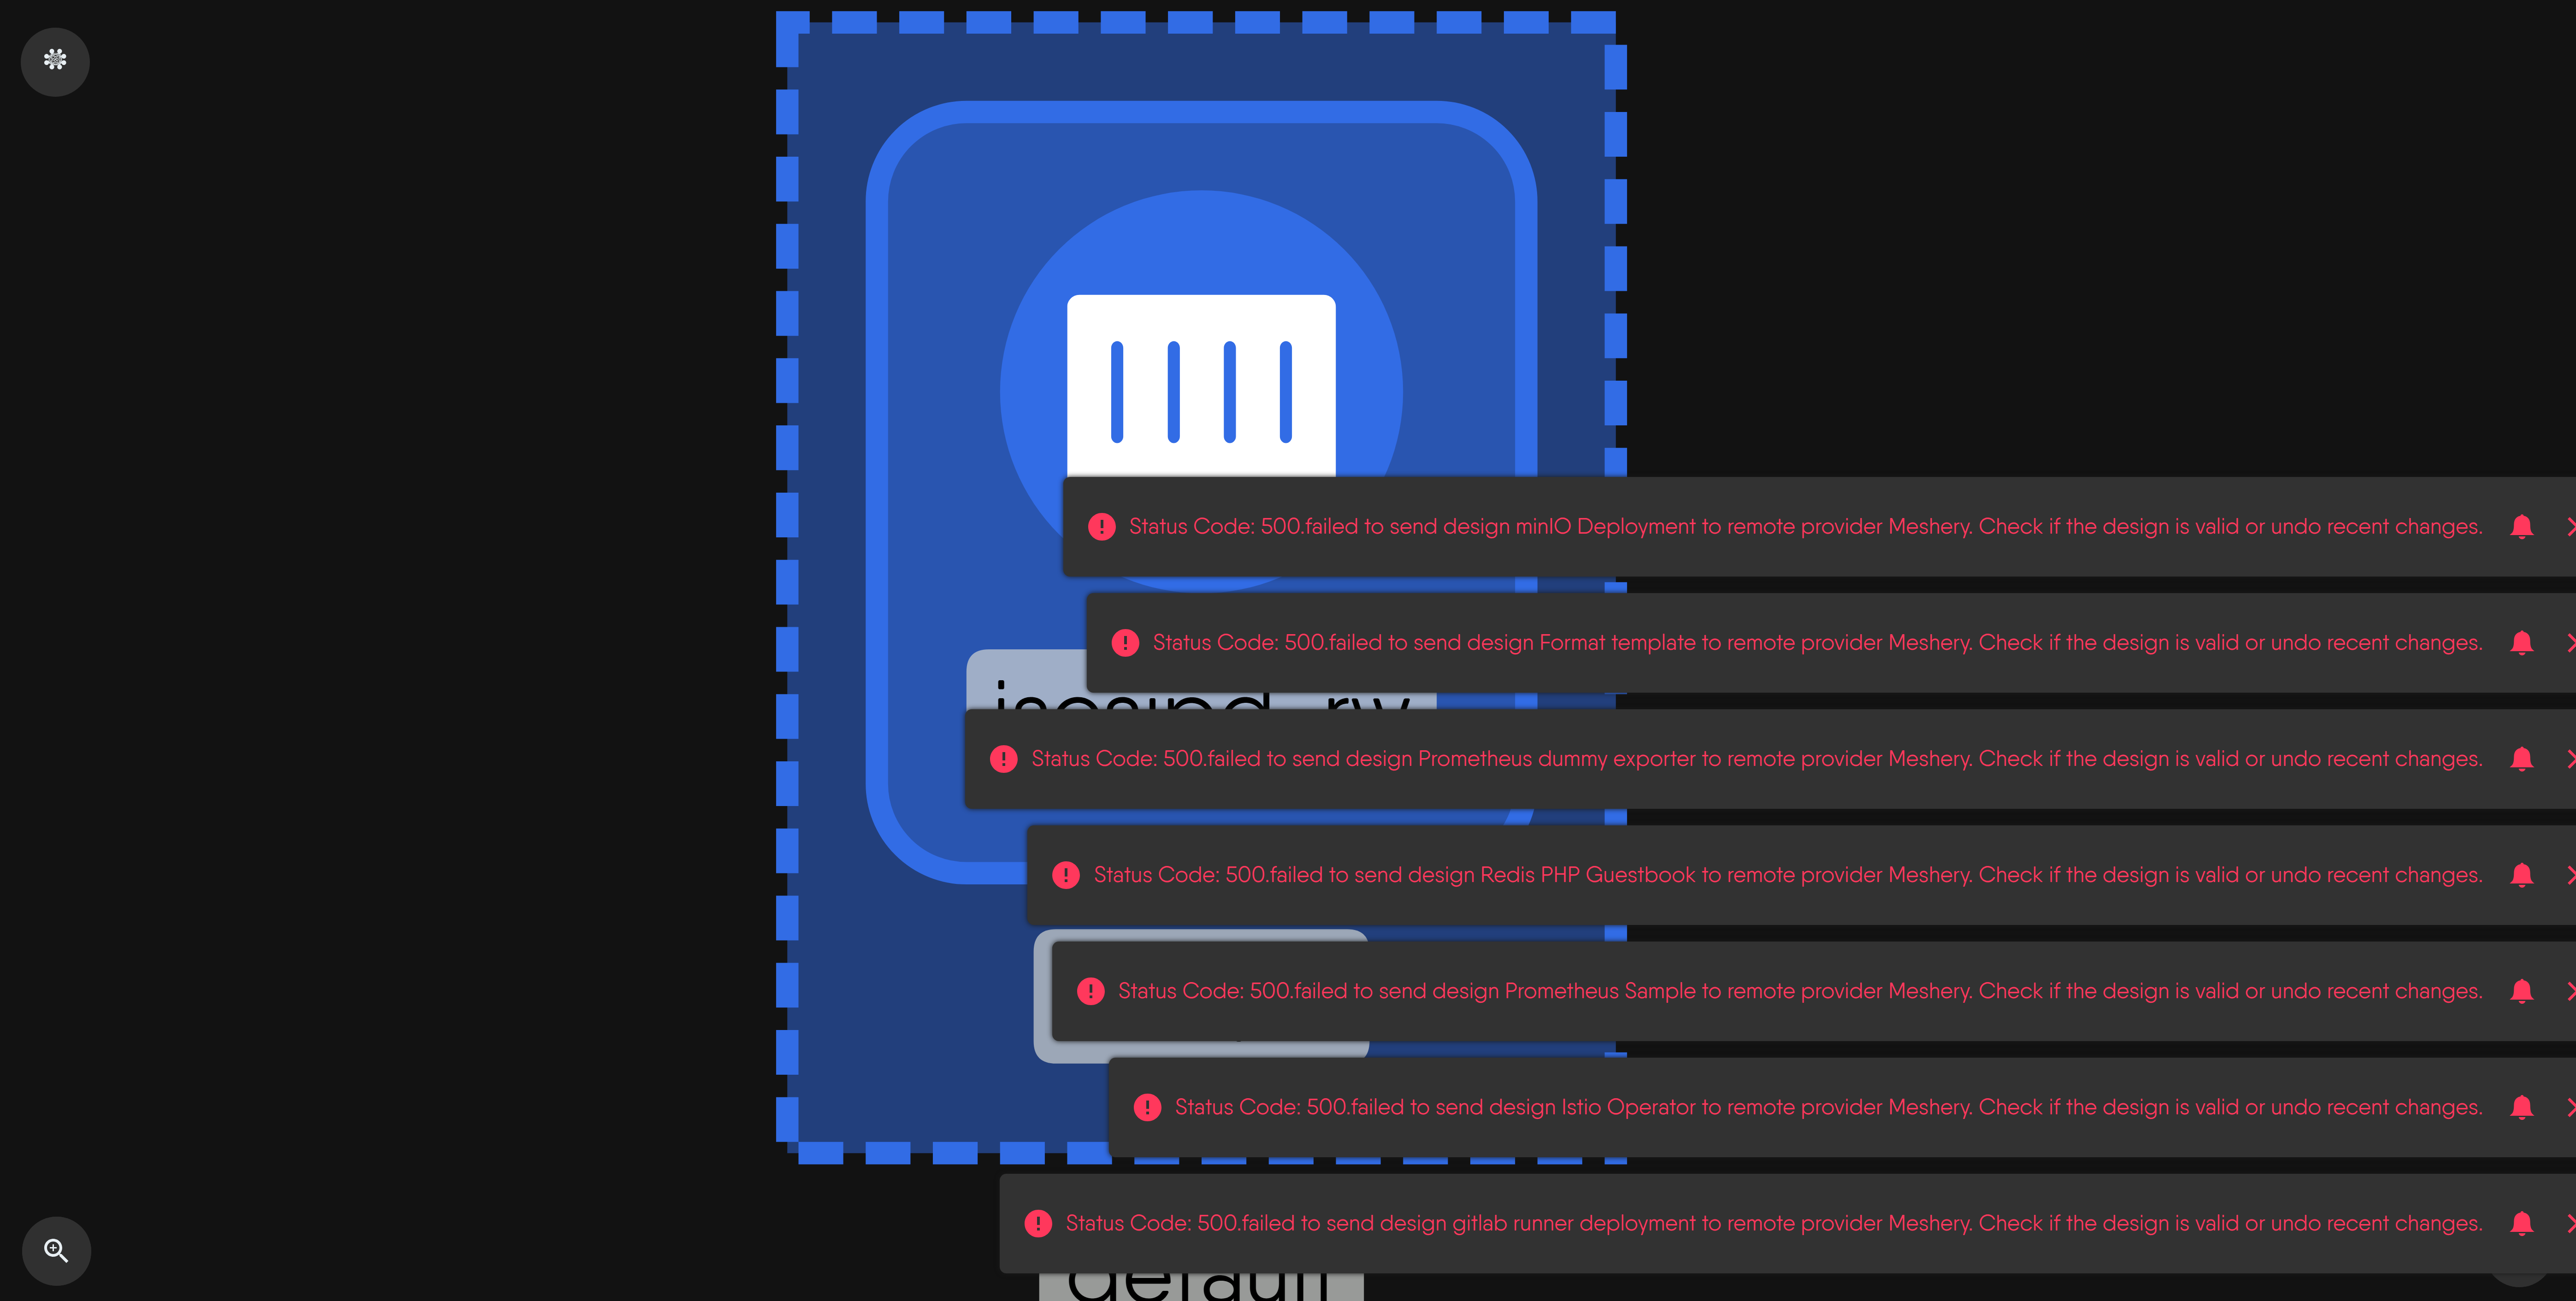 Status Code: 500.failed to send design minIO Deployment to remote provider Meshery. Check if the design is valid or undo recent changes.
Status Code: 500.failed to send design Format template to remote provider Meshery. Check if the design is valid or undo recent changes.
Status Code: 500.failed to send design Prometheus dummy exporter to remote provider Meshery. Check if the design is valid or undo recent changes.
Status Code: 500.failed to send design Redis PHP Guestbook to remote provider Meshery. Check if the design is valid or undo recent changes.
Status Code: 500.failed to send design Prometheus Sample to remote provider Meshery. Check if the design is valid or undo recent changes.
Status Code: 500.failed to send design Istio Operator to remote provider Meshery. Check if the design is valid or undo recent changes.
Status Code: 500.failed to send design gitlab runner deployment to remote provider Meshery. Check if the design is valid or undo recent changes.
default